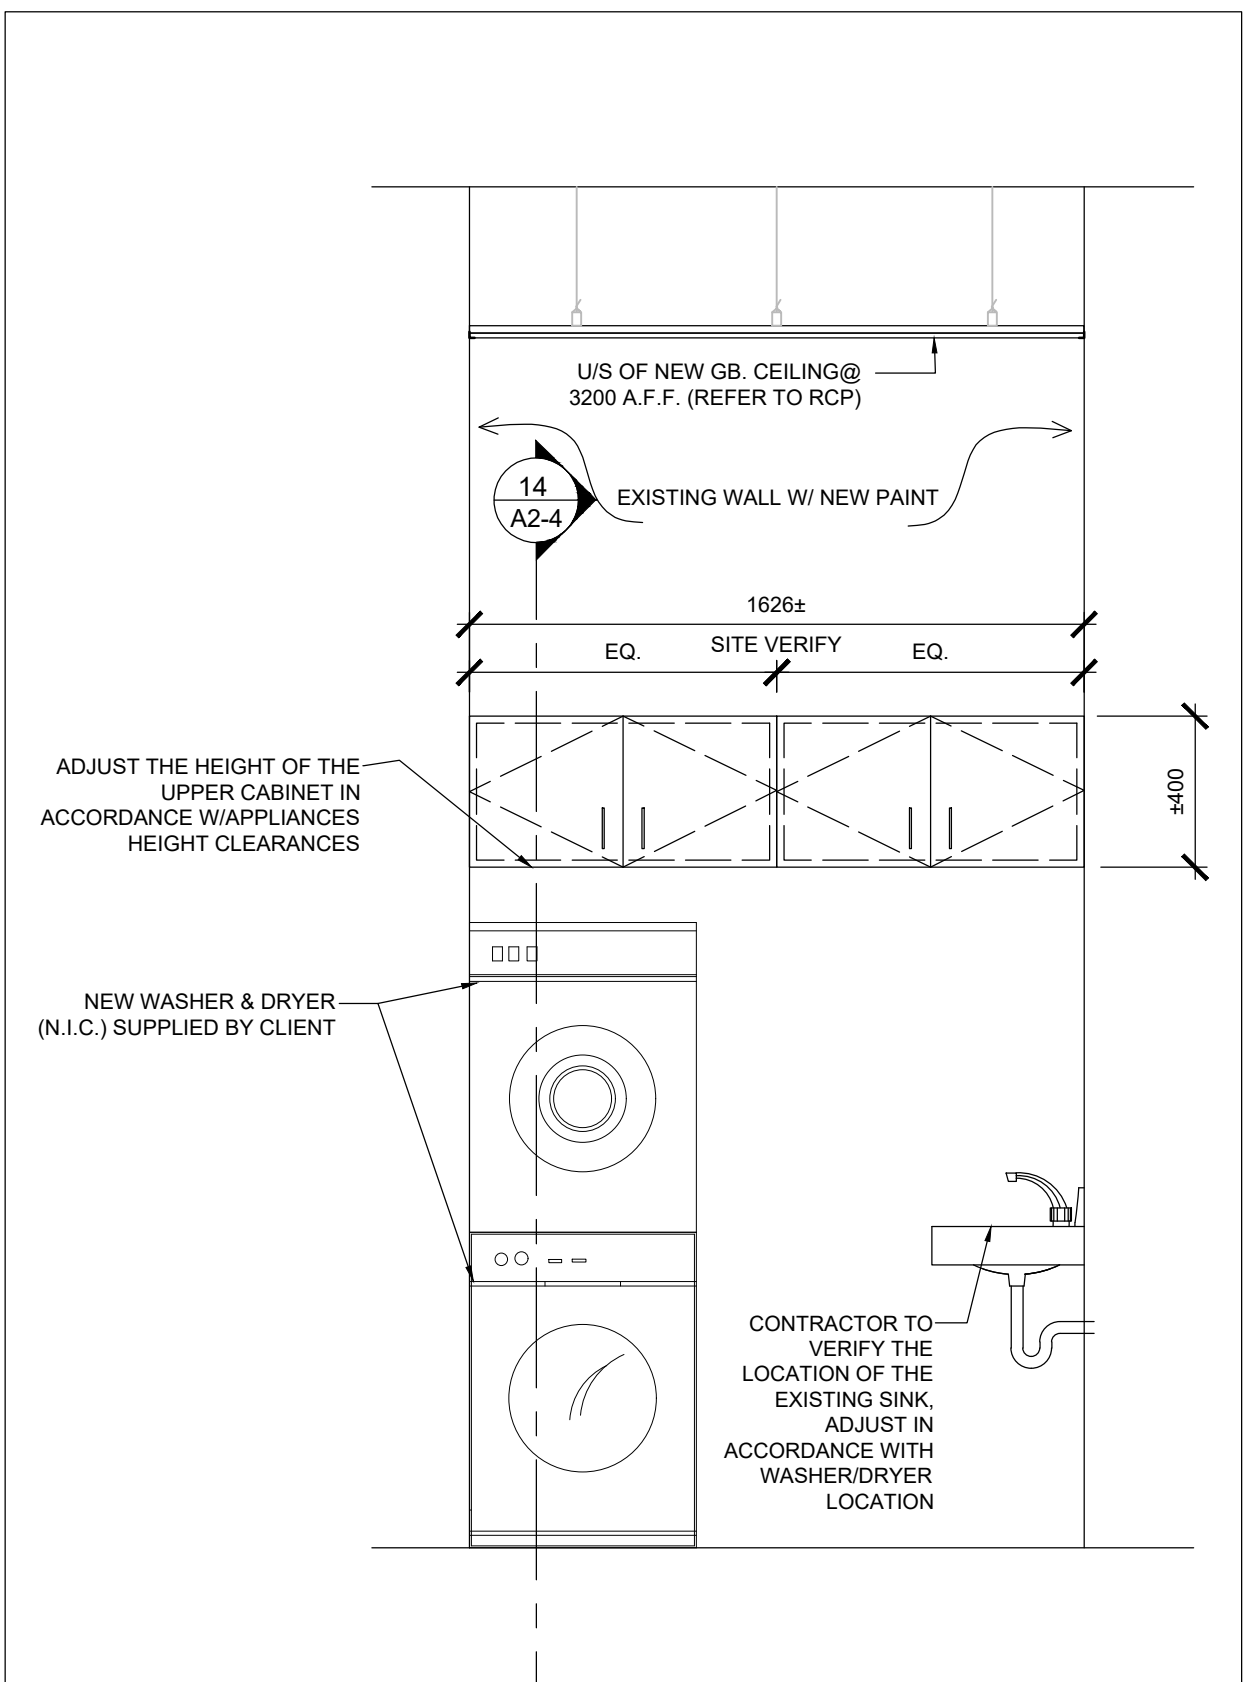 U/S OF NEW GB. CEILING@
3200 A.F.F. (REFER TO RCP)
14
A2-4
EXISTING WALL W/ NEW PAINT
1626±
SITE VERIFY
EQ.
EQ.
ADJUST THE HEIGHT OF THE
UPPER CABINET IN
ACCORDANCE W/APPLIANCES
HEIGHT CLEARANCES
±400
NEW WASHER & DRYER
(N.I.C.) SUPPLIED BY CLIENT
CONTRACTOR TO
VERIFY THE
LOCATION OF THE
EXISTING SINK,
ADJUST IN
ACCORDANCE WITH
WASHER/DRYER
LOCATION